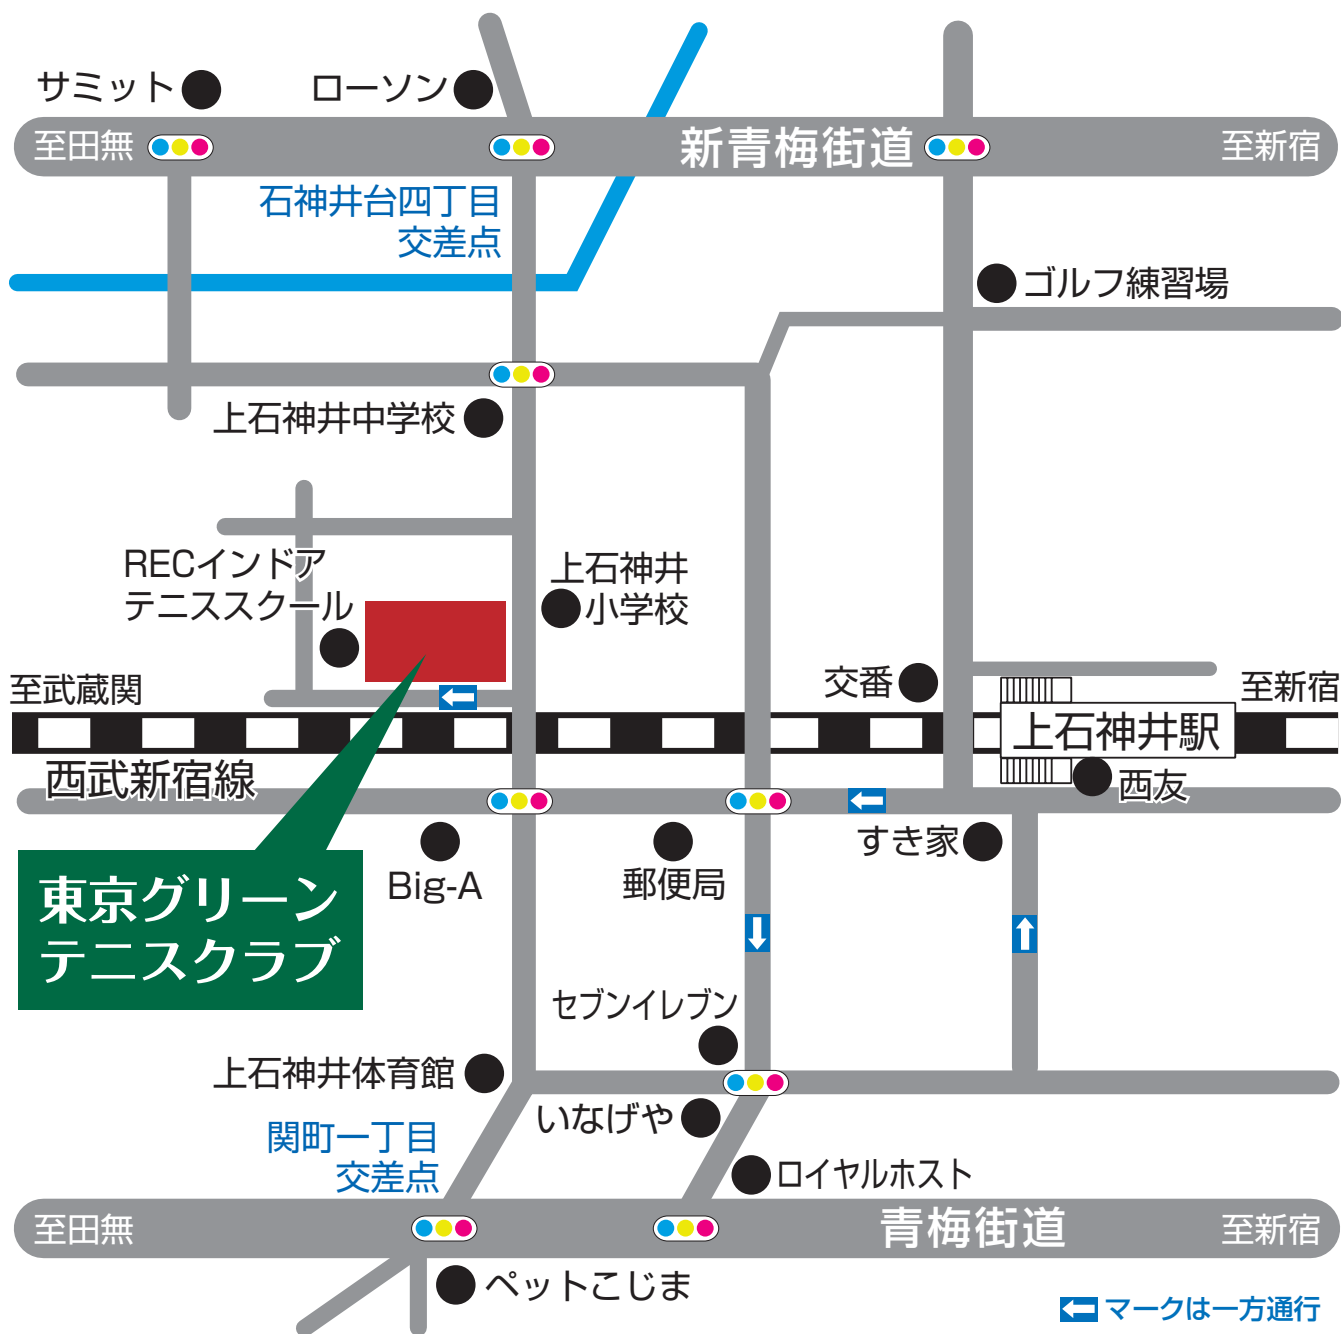 サミット
ローソン
至田無
新青梅街道
至新宿
石神井台四丁目
交差点
ゴルフ練習場
上石神井中学校
RECインドア
テニススクール
上石神井
小学校
至武蔵関
交番
至新宿
上石神井駅
西武新宿線
西友
すき家
Big-A
郵便局
東京グリーン
テニスクラブ
セブンイレブン
上石神井体育館
いなげや
関町一丁目
交差点
ロイヤルホスト
至田無
青梅街道
至新宿
ペットこじま
マークは一方通行